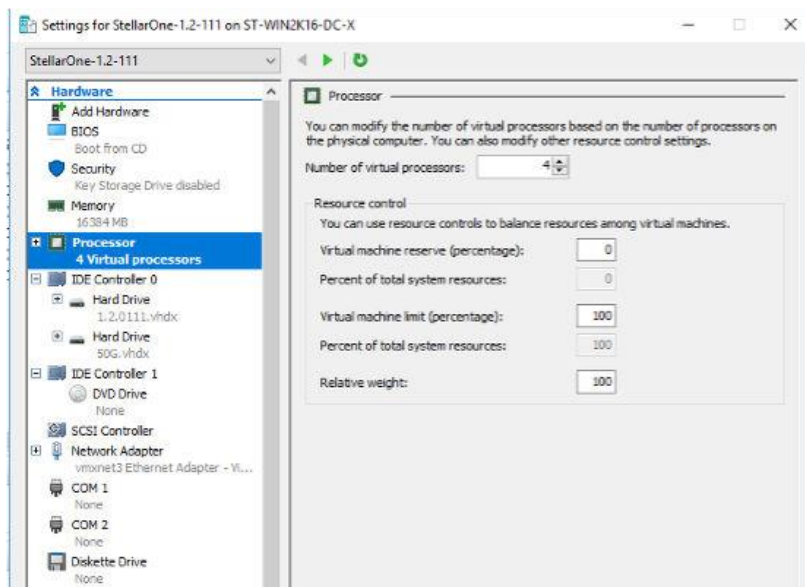 Settings for StellarOne-1.2-111 on ST-WIN2K16-DC-X
StellarOne-1.2-111
Hardware
Add Hardware
BIOS
Boot from CD
Security
Key Storage Drive disabled
Memory
16384 MB
Processor
4 Virtual processors
IDE Controller 0
Hard Drive
1.2.0111.vhdx
Hard Drive
50G.vhdx
IDE Controller 1
DVD Drive
None
SCSI Controller
Network Adapter
vmxnet3 Ethernet Adapter - Vi...
COM 1
None
COM 2
None
Diskette Drive
None
Processor
You can modify the number of virtual processors based on the number of processors on
the physical computer. You can also modify other resource control settings.
Number of virtual processors: 4
Resource control
You can use resource controls to balance resources among virtual machines.
Virtual machine reserve (percentage): 0
Percent of total system resources: 0
Virtual machine limit (percentage): 100
Percent of total system resources: 100
Relative weight: 100